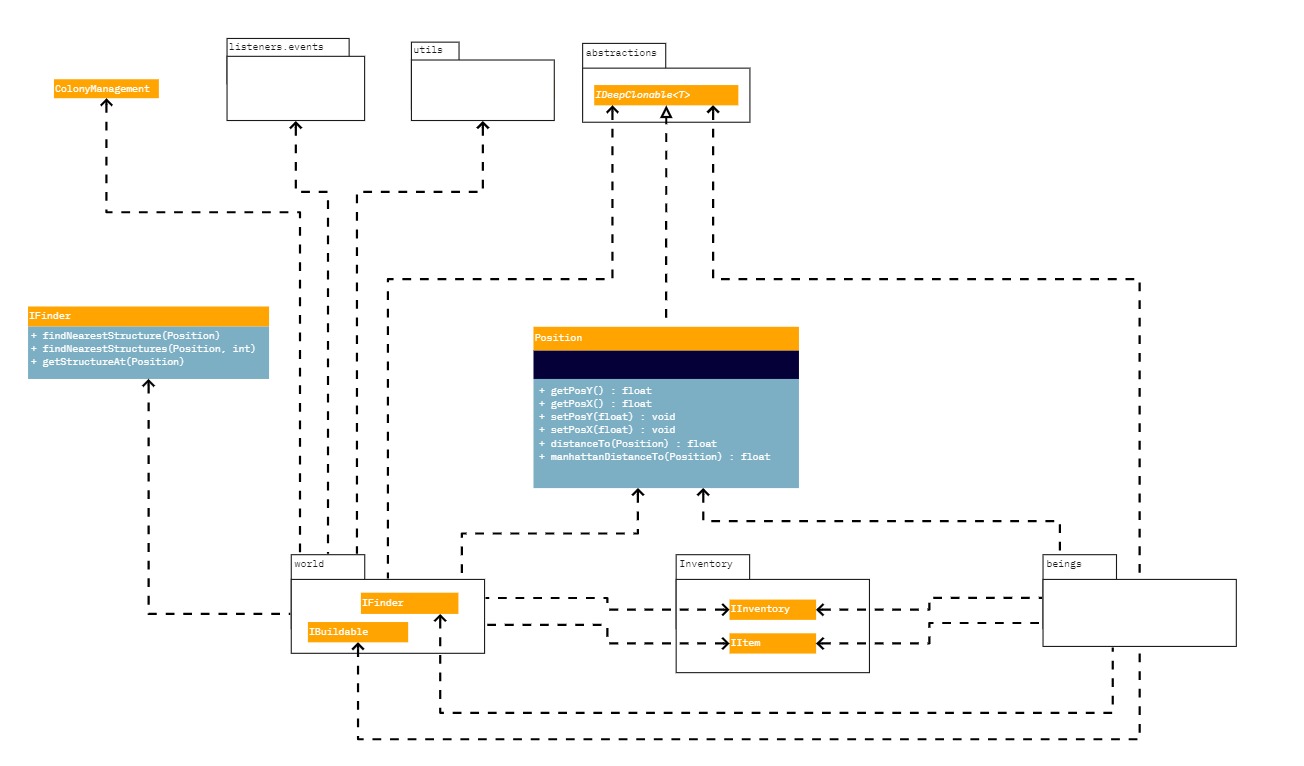 listeners.events
utils
abstractions
ColonyManagement
IDeepClonable<T>
IFinder
+ findNearestStructure(Position)
+ findNearestStructures(Position, int)
+ getStructureAt(Position)
Position
+ getPosY() : float
+ getPosX() : float
+ setPosY(float) : void
+ setPosX(float) : void
+ distanceTo(Position) : float
+ manhattanDistanceTo(Position) : float
world
IFinder
IBuildable
Inventory
IInventory
IItem
beings